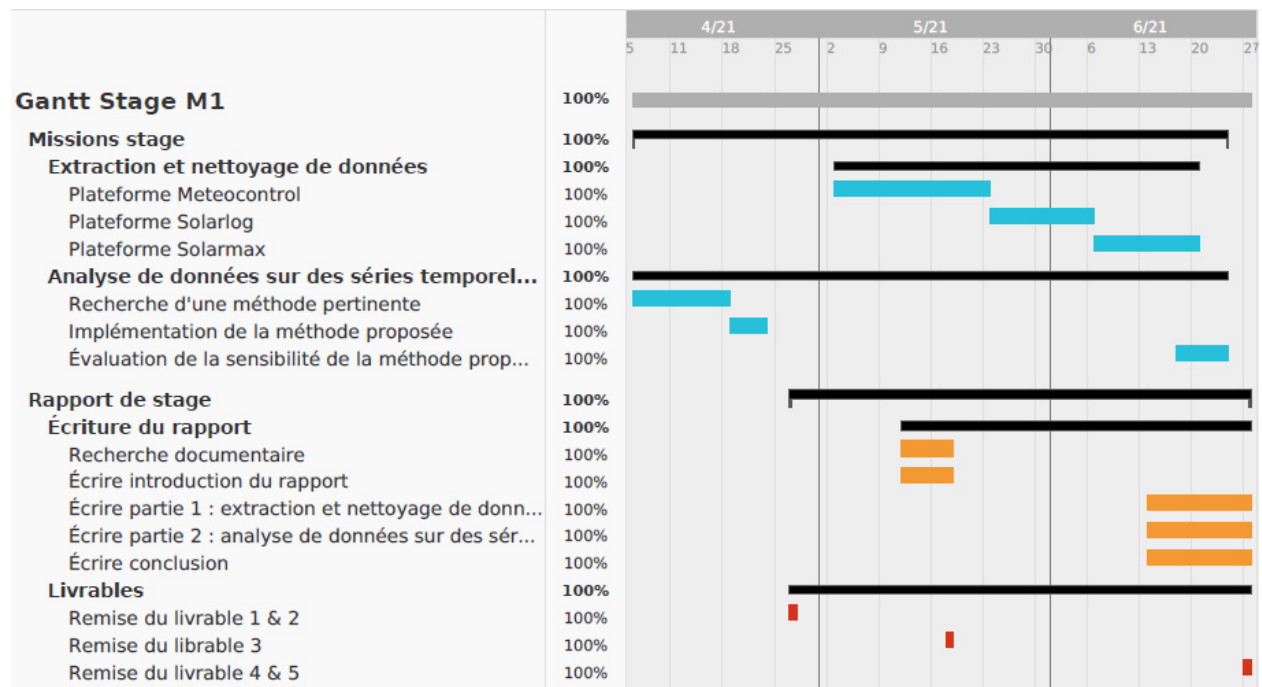 4/21 5/21 6/21
5 11 18 25 2 9 16 23 30 6 13 20 27
Gantt Stage M1 100%
Missions stage 100%
Extraction et nettoyage de données 100%
Plateforme Meteocontrol 100%
Plateforme Solarlog 100%
Plateforme Solarmax 100%
Analyse de données sur des séries temporel... 100%
Recherche d'une méthode pertinente 100%
Implémentation de la méthode proposée 100%
Évaluation de la sensibilité de la méthode prop... 100%
Rapport de stage 100%
Écriture du rapport 100%
Recherche documentaire 100%
Écrire introduction du rapport 100%
Écrire partie 1 : extraction et nettoyage de donn... 100%
Écrire partie 2 : analyse de données sur des sér... 100%
Écrire conclusion 100%
Livrables 100%
Remise du livrable 1 & 2 100%
Remise du librable 3 100%
Remise du livrable 4 & 5 100%